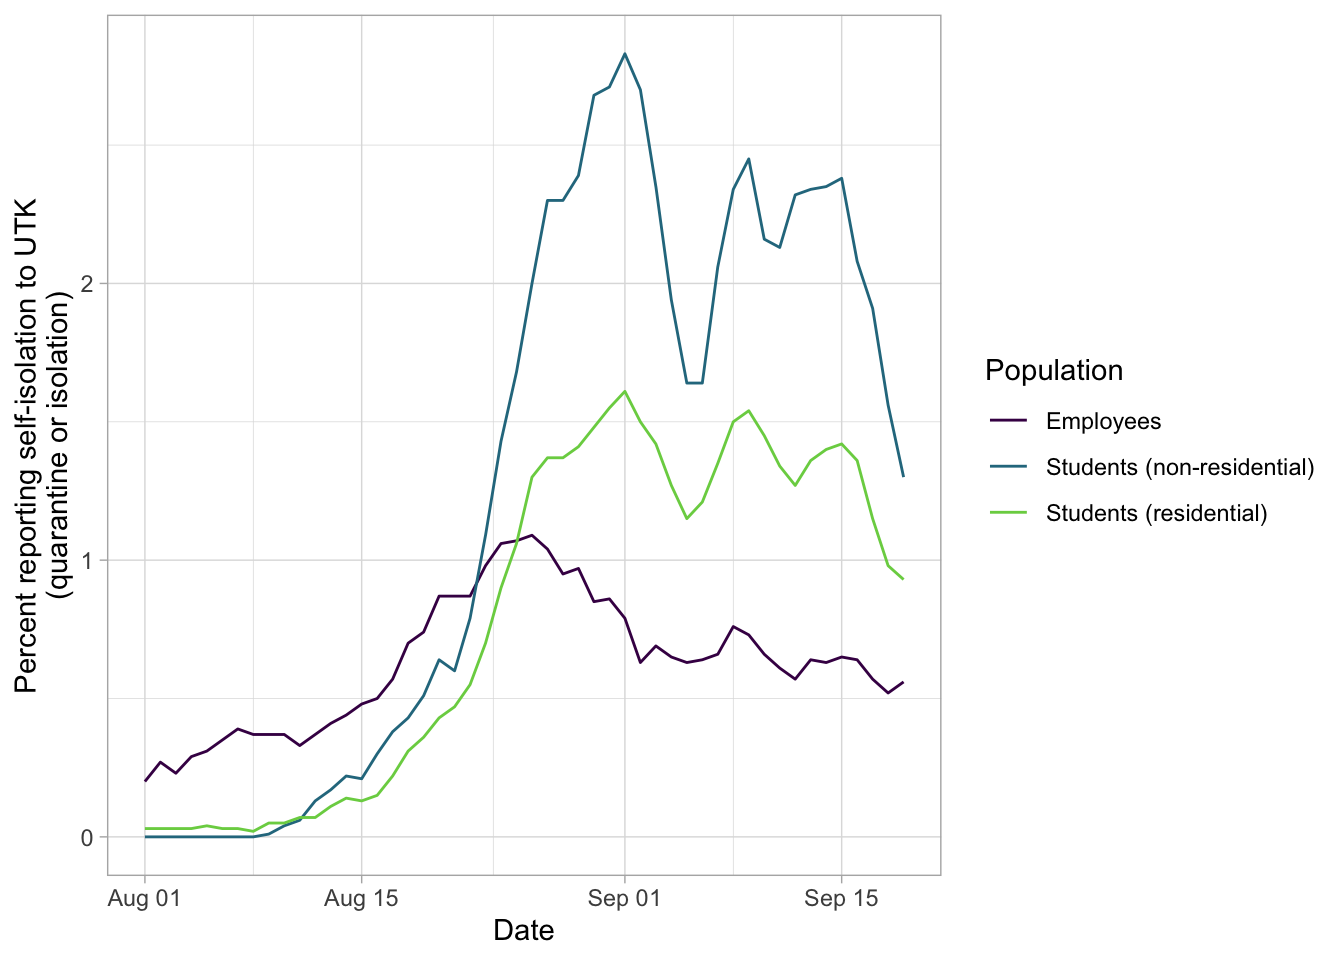 Percent reporting self-isolation to UTK
(quarantine or isolation)
2
1
0
Aug 01
Aug 15
Sep 01
Sep 15
Date
Population
Employees
Students (non-residential)
Students (residential)